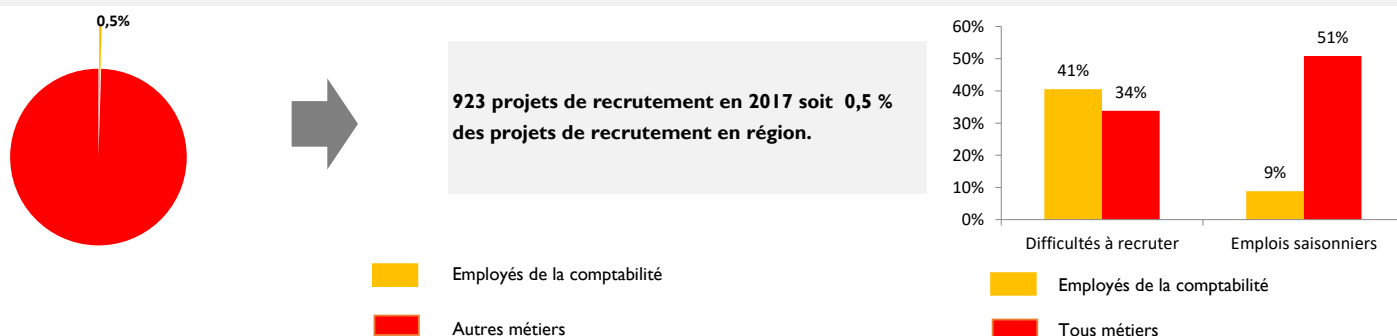 0,5%
923 projets de recrutement en 2017 soit 0,5 %
des projets de recrutement en région.
Employés de la comptabilité
Autres métiers
60%
50%
40%
30%
20%
10%
0%
41%
34%
9%
51%
Difficultés à recruter
Emplois saisonniers
Employés de la comptabilité
Tous métiers